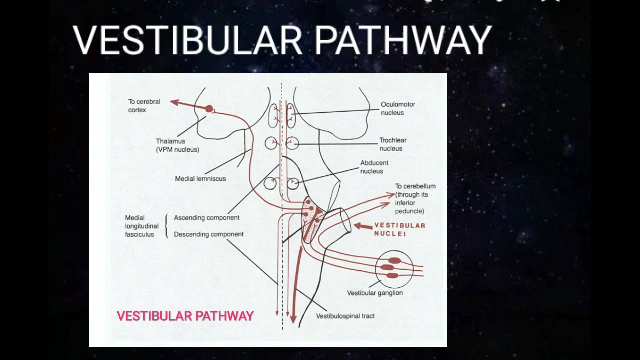 VESTIBULAR PATHWAY
To cerebral
cortex
Oculomotor
nucleus
Thalamus
(VPM nucleus)
Trochlear
nucleus
Abducent
nucleus
Medial lemniscus
To cerebellum
(through its
inferior
peduncle)
Medial
longitudinal
fasciculus
Ascending component
Descending component
VESTIBULAR
NUCLEI
Vestibular ganglion
Vestibulospinal tract
VESTIBULAR PATHWAY